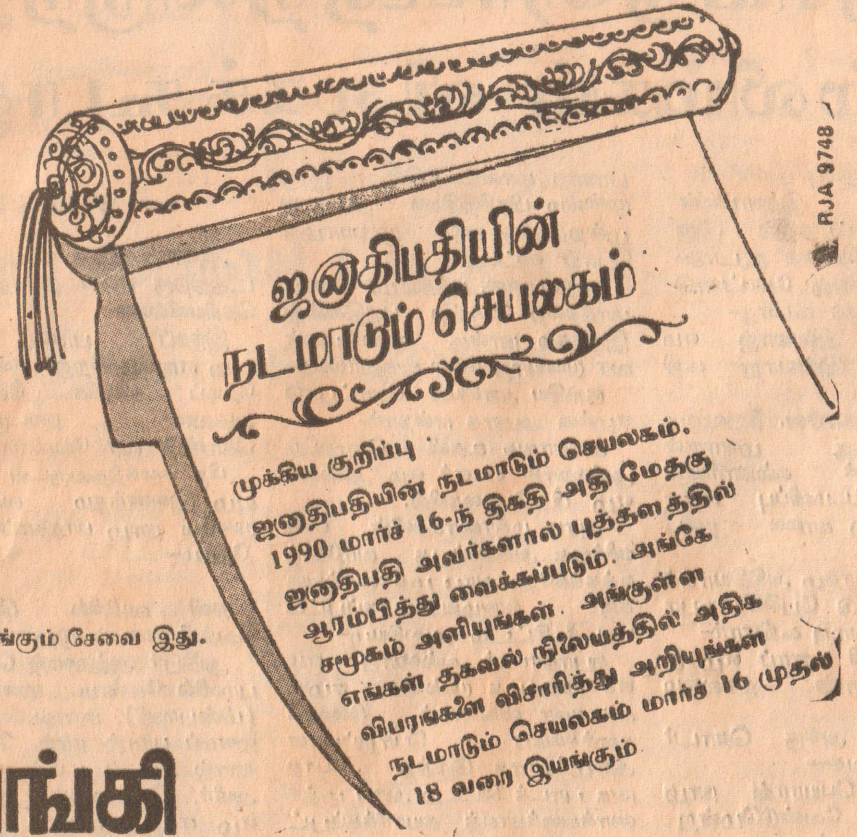 RJA 9748
ஜனாதிபதியின்
நடமாடும் செயலகம்
முக்கிய குறிப்பு
ஜனாதிபதியின் நடமாடும் செயலகம்.
1990 மார்ச் 16-ந் திகதி அதி மேதகு
ஜனாதிபதி அவர்களால் புத்தளத்தில்
ஆரம்பித்து வைக்கப்படும். அங்கே
சமூகம் அளியுங்கள். அங்குள்ள
எங்கள் தகவல் நிலையத்தில் அதிக
விபரங்களை விசாரித்து அறியுங்கள்
நடமாடும் செயலகம் மார்ச் 16 முதல்
18 வரை இயங்கும்
ங்கும் சேவை இது.
ங்கி